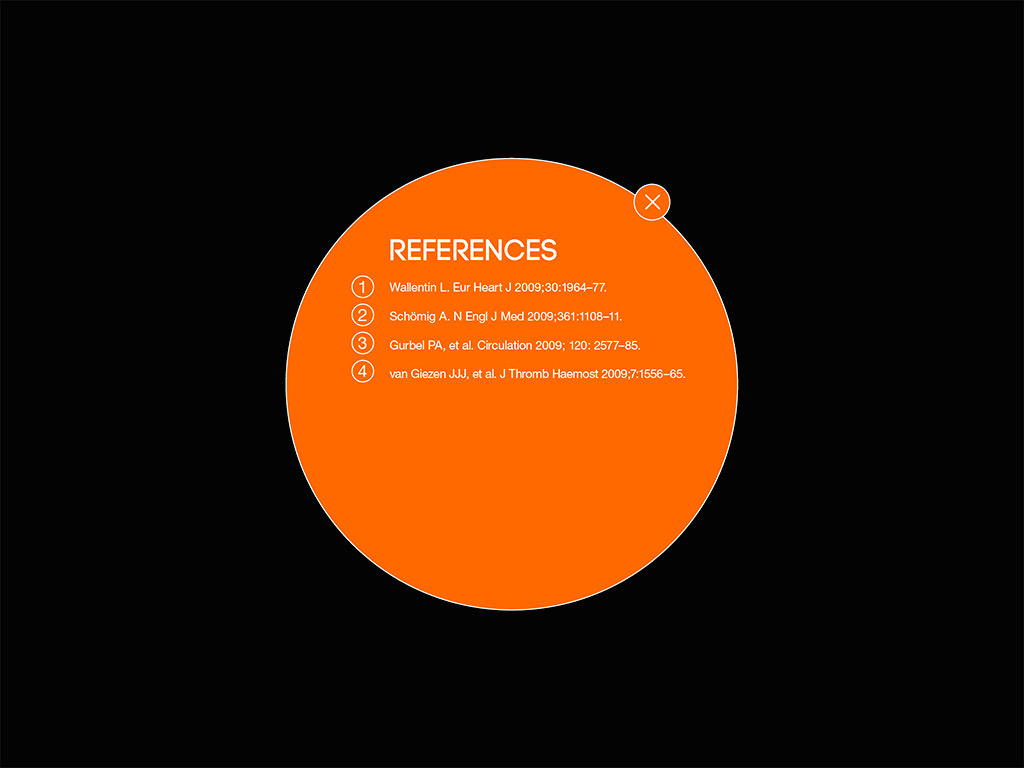 REFERENCES
1 Wallentin L. Eur Heart J 2009;30:1964–77.
2 Schömig A. N Engl J Med 2009;361:1108–11.
3 Gurbel PA, et al. Circulation 2009; 120: 2577–85.
4 van Giezen JJJ, et al. J Thromb Haemost 2009;7:1556–65.